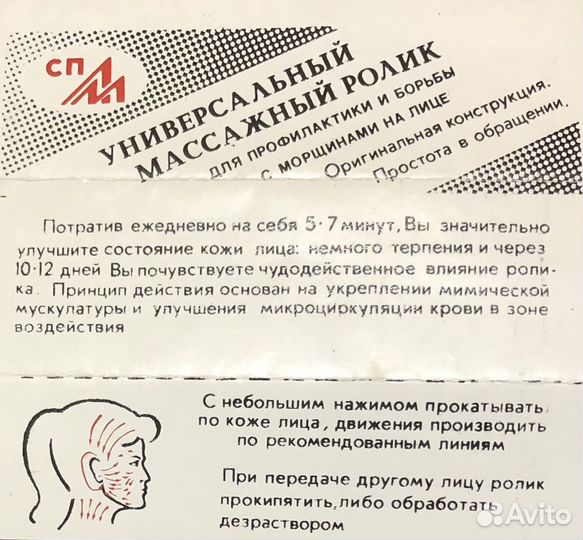 СП
УНИВЕРСАЛЬНЫЙ
МАССАЖНЫЙ РОЛИК
ДЛЯ ПРОФИЛАКТИКИ И БОРЬБЫ
С МОРЩИНАМИ НА ЛИЦЕ
Оригинальная конструкция.
Простота в обращении.
Потратив ежедневно на себя 5-7 минут, Вы значительно
улучшите состояние кожи лица: немного терпения и через
10-12 дней Вы почувствуете чудодейственное влияние роли-
ка. Принцип действия основан на укреплении мимической
мускулатуры и улучшения микроциркуляции крови в зоне
воздействия
С небольшим нажимом прокатывать
по коже лица, движения производить
по рекомендованным линиям
При передаче другому лицу ролик
прокипятить, либо обработать
дезраствором
Avito